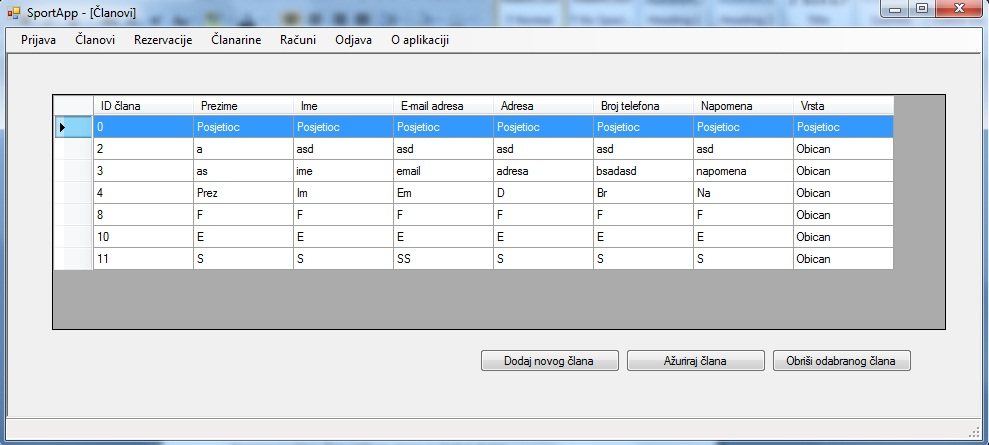 SportApp - [Članovi]
Prijava Članovi Rezervacije Članarine Računi Odjava O aplikaciji
ID člana Prezime Ime E-mail adresa Adresa Broj telefona Napomena Vrsta
0 Posjetioc Posjetioc Posjetioc Posjetioc Posjetioc Posjetioc Posjetioc
2 a asd asd asd asd asd Obican
3 as ime email adresa bsadasd napomena Obican
4 Prez Im Em D Br Na Obican
8 F F F F F F Obican
10 E E E E E E Obican
11 S S SS S S S Obican
Dodaj novog člana Ažuriraj člana Obriši odabranog člana